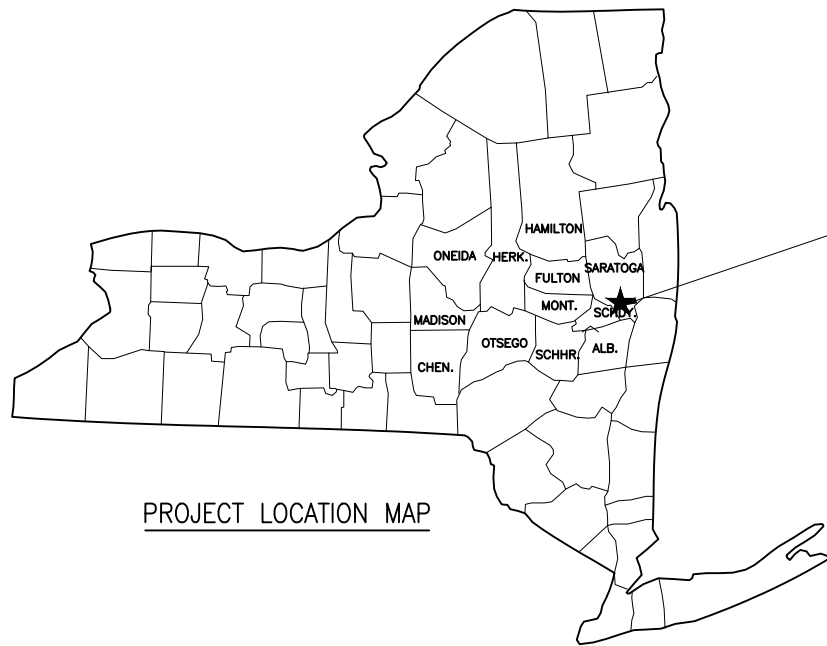 HAMILTON
ONEIDA
HERK.
SARATOGA
FULTON
MONT.
SCHDY.
MADISON
OTSEGO
SCHHR.
ALB.
CHEN.
PROJECT LOCATION MAP